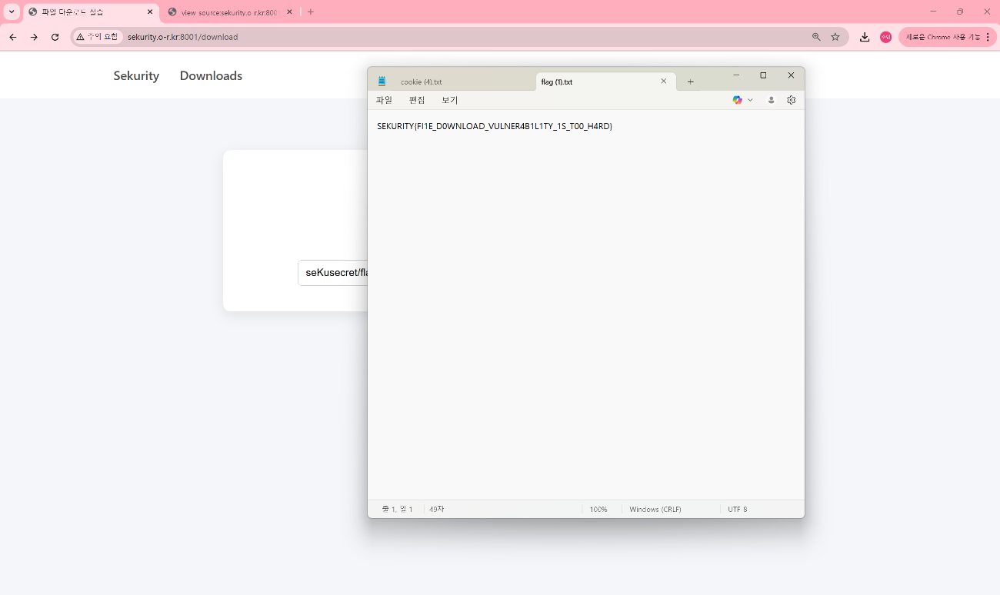 파일 다운로드 실습
view-source:sekurity.o-r.kr:800
주의 요함 sekurity.o-r.kr:8001/download
수민
새로운 Chrome 사용 가능
Sekurity Downloads
cookie (4).txt
flag (1).txt
파일 편집 보기
SEKURITY{FI1E_D0WNLOAD_VULNER4B1L1TY_1S_T00_H4RD}
seKusecret/fla
줄 1, 열 1 49자 100% Windows (CRLF) UTF-8